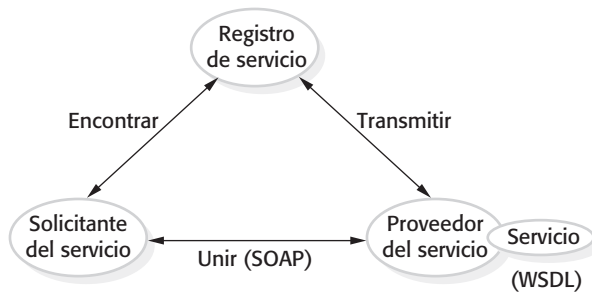 Registro
de servicio
Encontrar
Transmitir
Solicitante
del servicio
Unir (SOAP)
Proveedor
del servicio
Servicio
(WSDL)